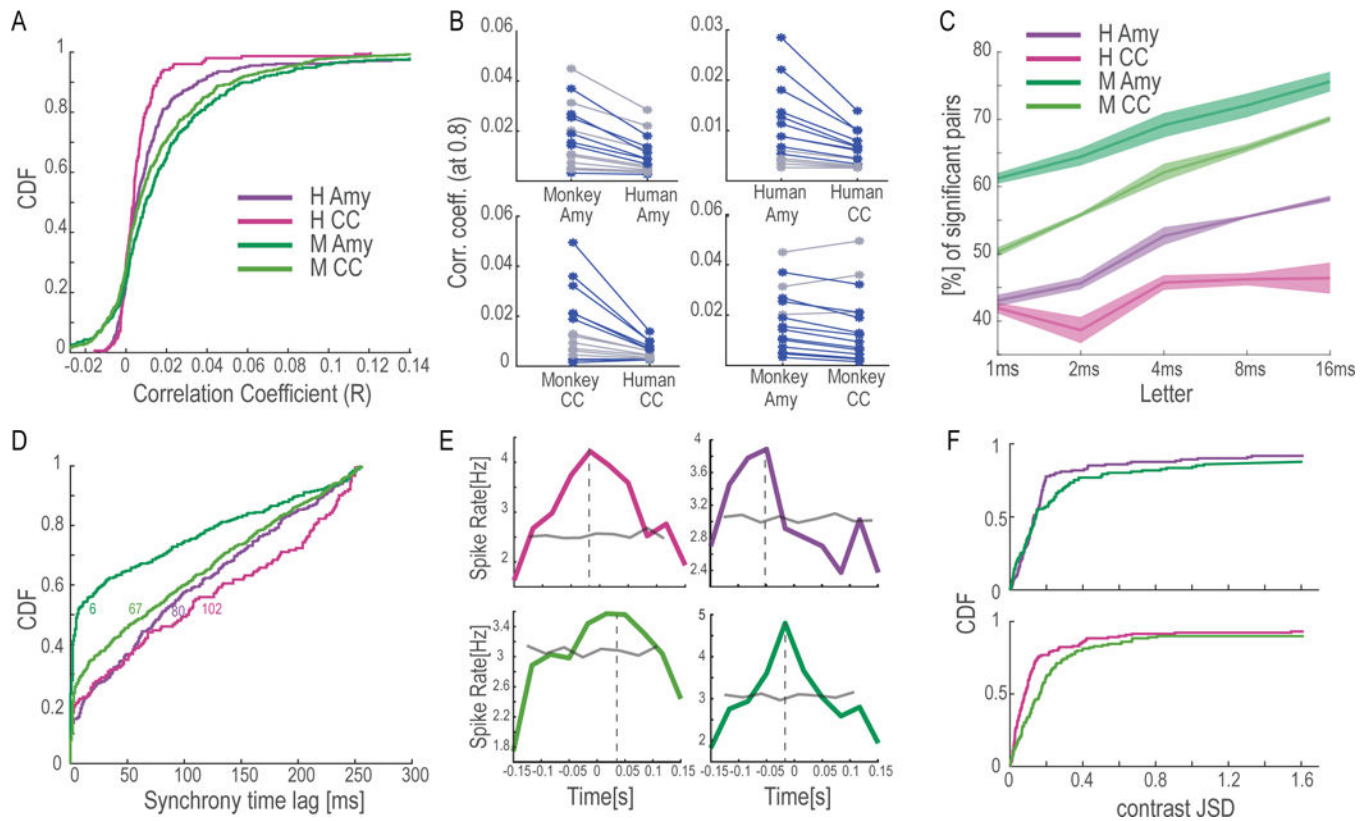 A
CDF
1
0.8
0.6
0.4
0.2
0
-0.02 0 0.02 0.04 0.06 0.08 0.10 0.12 0.14
Correlation Coefficient (R)
H Amy
H CC
M Amy
M CC
B
Corr. coeff. (at 0.8)
0.06
0.04
0.02
Monkey Human
Amy Amy
0.03
0.02
0.01
Human Human
Amy CC
0.06
0.04
0.02
0
Monkey Human
CC CC
0.06
0.04
0.02
Monkey Monkey
Amy CC
C
H Amy
H CC
M Amy
M CC
[%] of significant pairs
80
75
70
65
60
55
50
45
40
1ms 2ms 4ms 8ms 16ms
Letter
D
CDF
1
0.8
0.6
0.4
0.2
0
6 67 80 102
0 50 100 150 200 250 300
Synchrony time lag [ms]
E
Spike Rate[Hz]
4
3
2
4
3.6
3.2
2.8
2.4
Spike Rate[Hz]
3.6
3.3
3
2.7
2.4
2.1
1.8
5
4
3
2
-0.15 -0.1 -0.05 0 0.05 0.1 0.15
-0.15 -0.1 -0.05 0 0.05 0.1 0.15
Time[s] Time[s]
F
CDF
1
0.5
0
1
0.5
0
0 0.4 0.8 1.2 1.6
contrast JSD